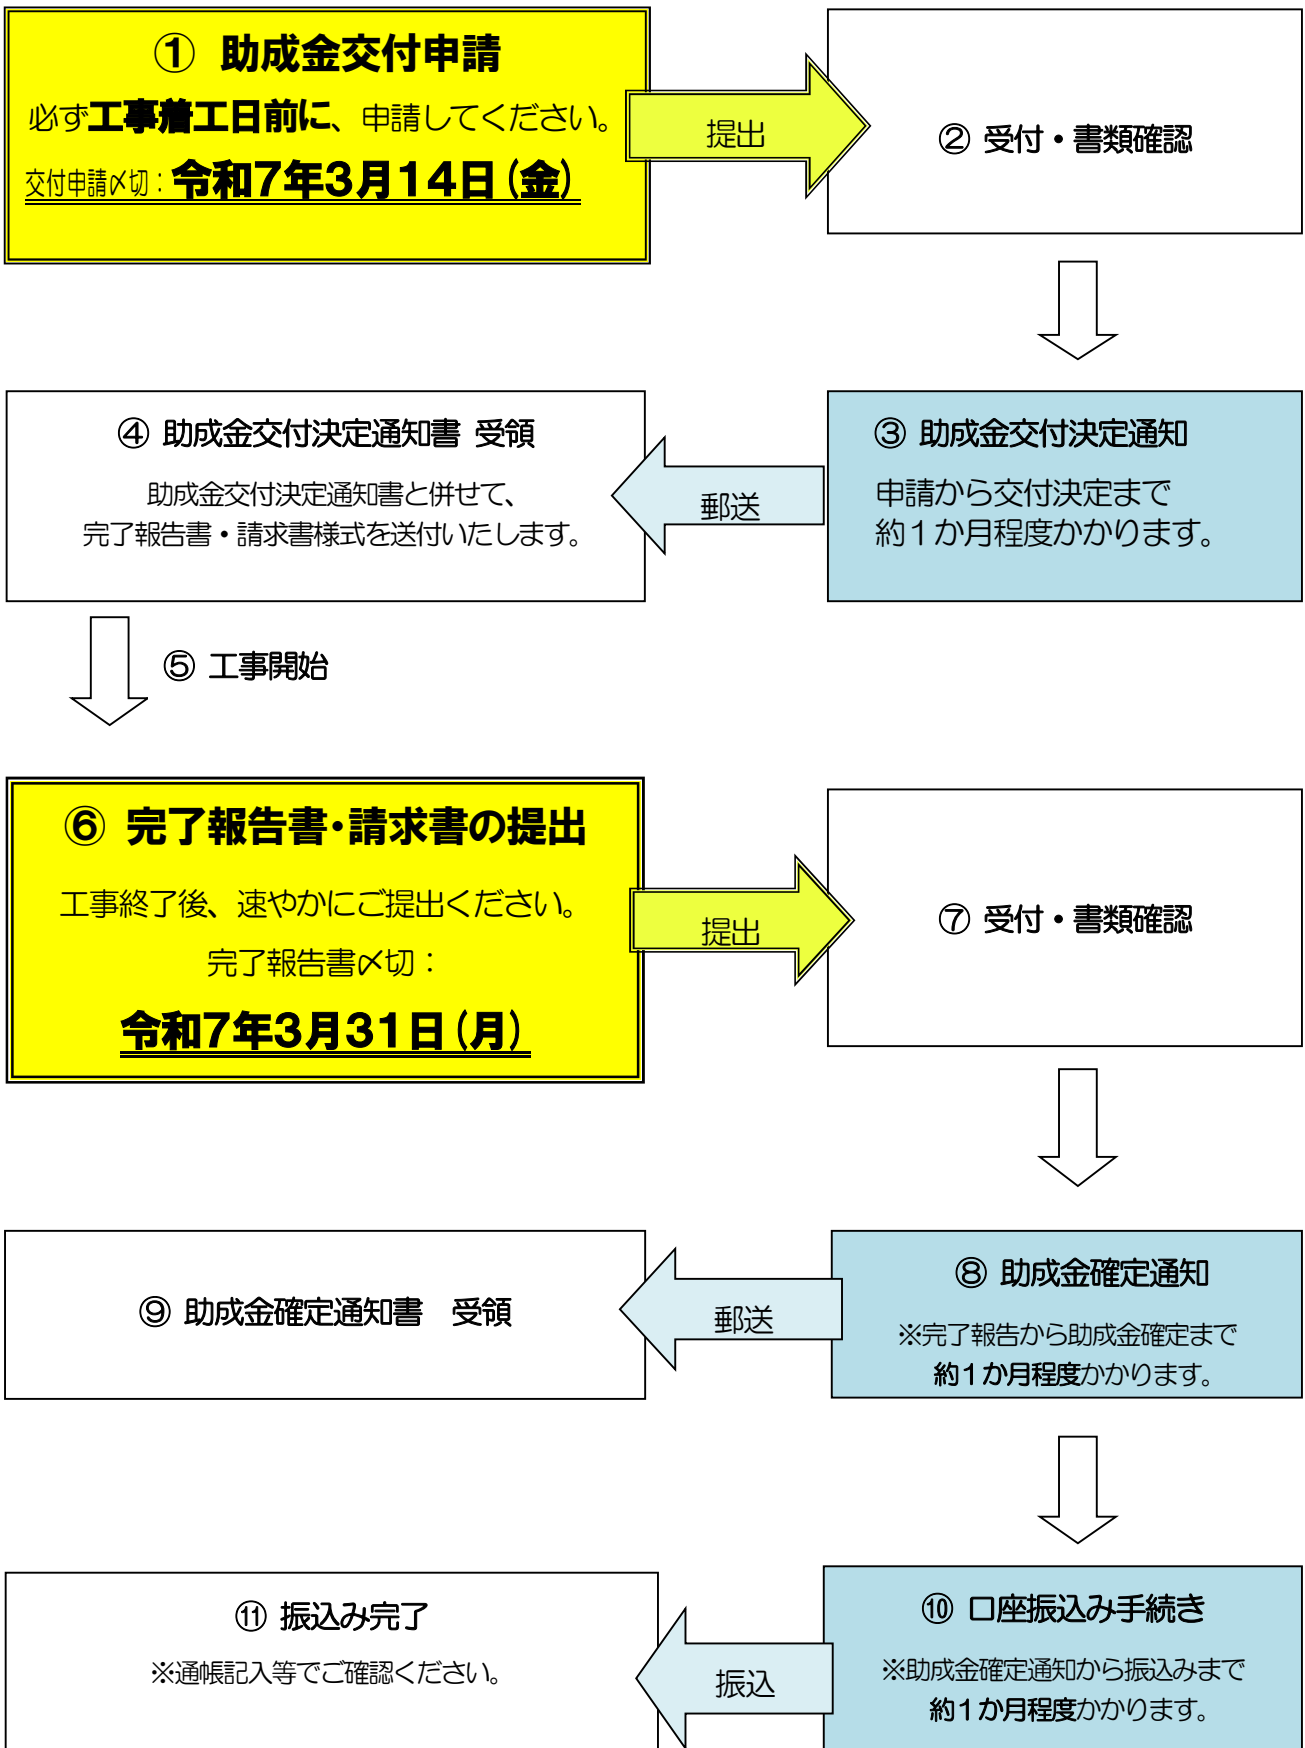 ① 助成金交付申請
必ず工事着工日前に、申請してください。
交付申請〆切：令和7年3月14日(金)
提出
② 受付・書類確認
③ 助成金交付決定通知
申請から交付決定まで
約１か月程度かかります。
郵送
④ 助成金交付決定通知書 受領
助成金交付決定通知書と併せて、
完了報告書・請求書様式を送付いたします。
⑤ 工事開始
⑥ 完了報告書・請求書の提出
工事終了後、速やかにご提出ください。
完了報告書〆切：
令和7年3月31日(月)
提出
⑦ 受付・書類確認
⑧ 助成金確定通知
※完了報告から助成金確定まで
約１か月程度かかります。
郵送
⑨ 助成金確定通知書　受領
⑩ 口座振込み手続き
※助成金確定通知から振込みまで
約１か月程度かかります。
振込
⑪ 振込み完了
※通帳記入等でご確認ください。